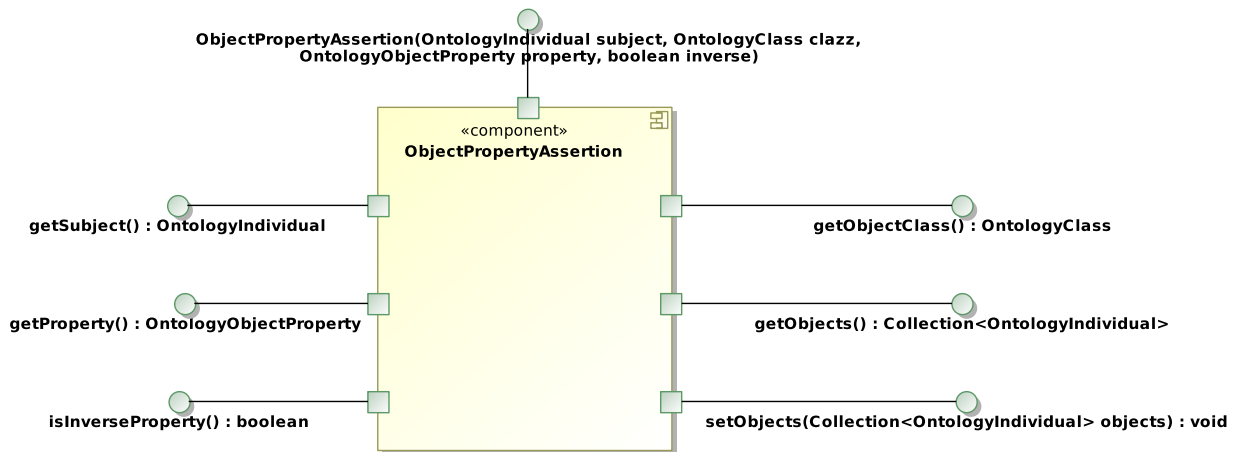 ObjectPropertyAssertion(OntologyIndividual subject, OntologyClass clazz,
OntologyObjectProperty property, boolean inverse)
«component»
ObjectPropertyAssertion
getSubject() : OntologyIndividual
getObjectClass() : OntologyClass
getProperty() : OntologyObjectProperty
getObjects() : Collection<OntologyIndividual>
isInverseProperty() : boolean
setObjects(Collection<OntologyIndividual> objects) : void